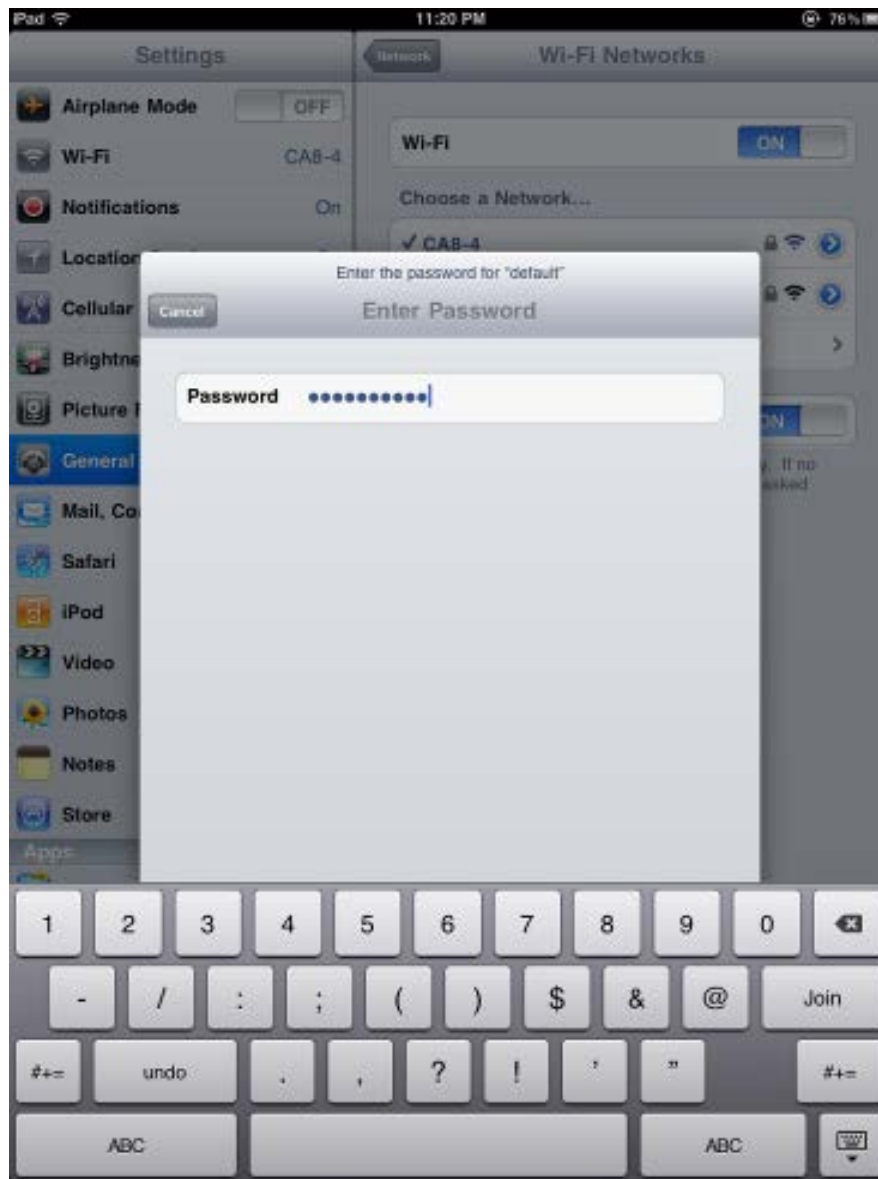 iPad 11:20 PM 76%
Settings
Network Wi-Fi Networks
Airplane Mode OFF
Wi-Fi CA8-4
Notifications On
Location
Cellular
Brightne
Picture F
General
Mail, Co
Safari
iPod
Video
Photos
Notes
Store
Apps
Wi-Fi ON
Choose a Network...
✓ CA8-4
ON
y. If no
asked
Enter the password for "default"
Cancel Enter Password
Password ••••••••••
1 2 3 4 5 6 7 8 9 0
- / : ; ( ) $ & @ Join
#+= undo . , ? ! ' " #+=
ABC ABC